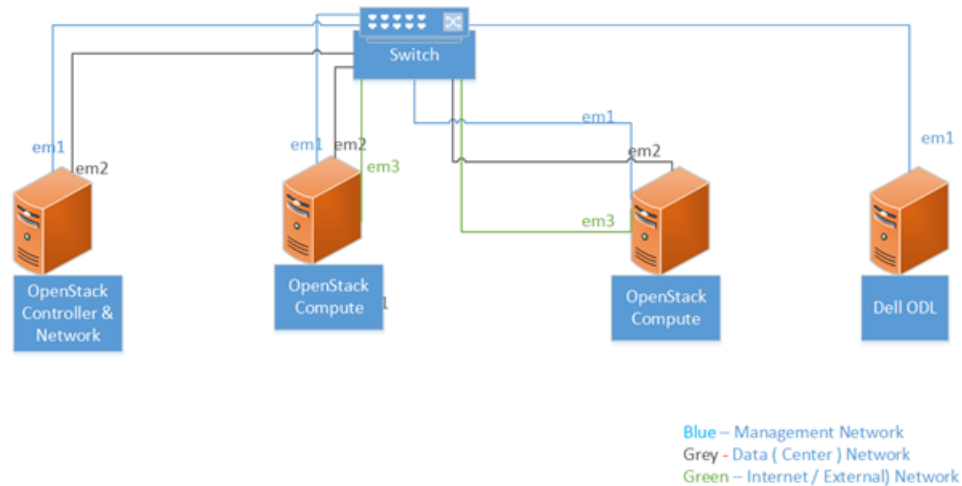 Switch
em1
em2
em1
em2
em3
em1
em2
em3
em1
OpenStack
Controller &
Network
OpenStack
Compute
OpenStack
Compute
Dell ODL
Blue – Management Network
Grey - Data ( Center ) Network
Green – Internet / External) Network